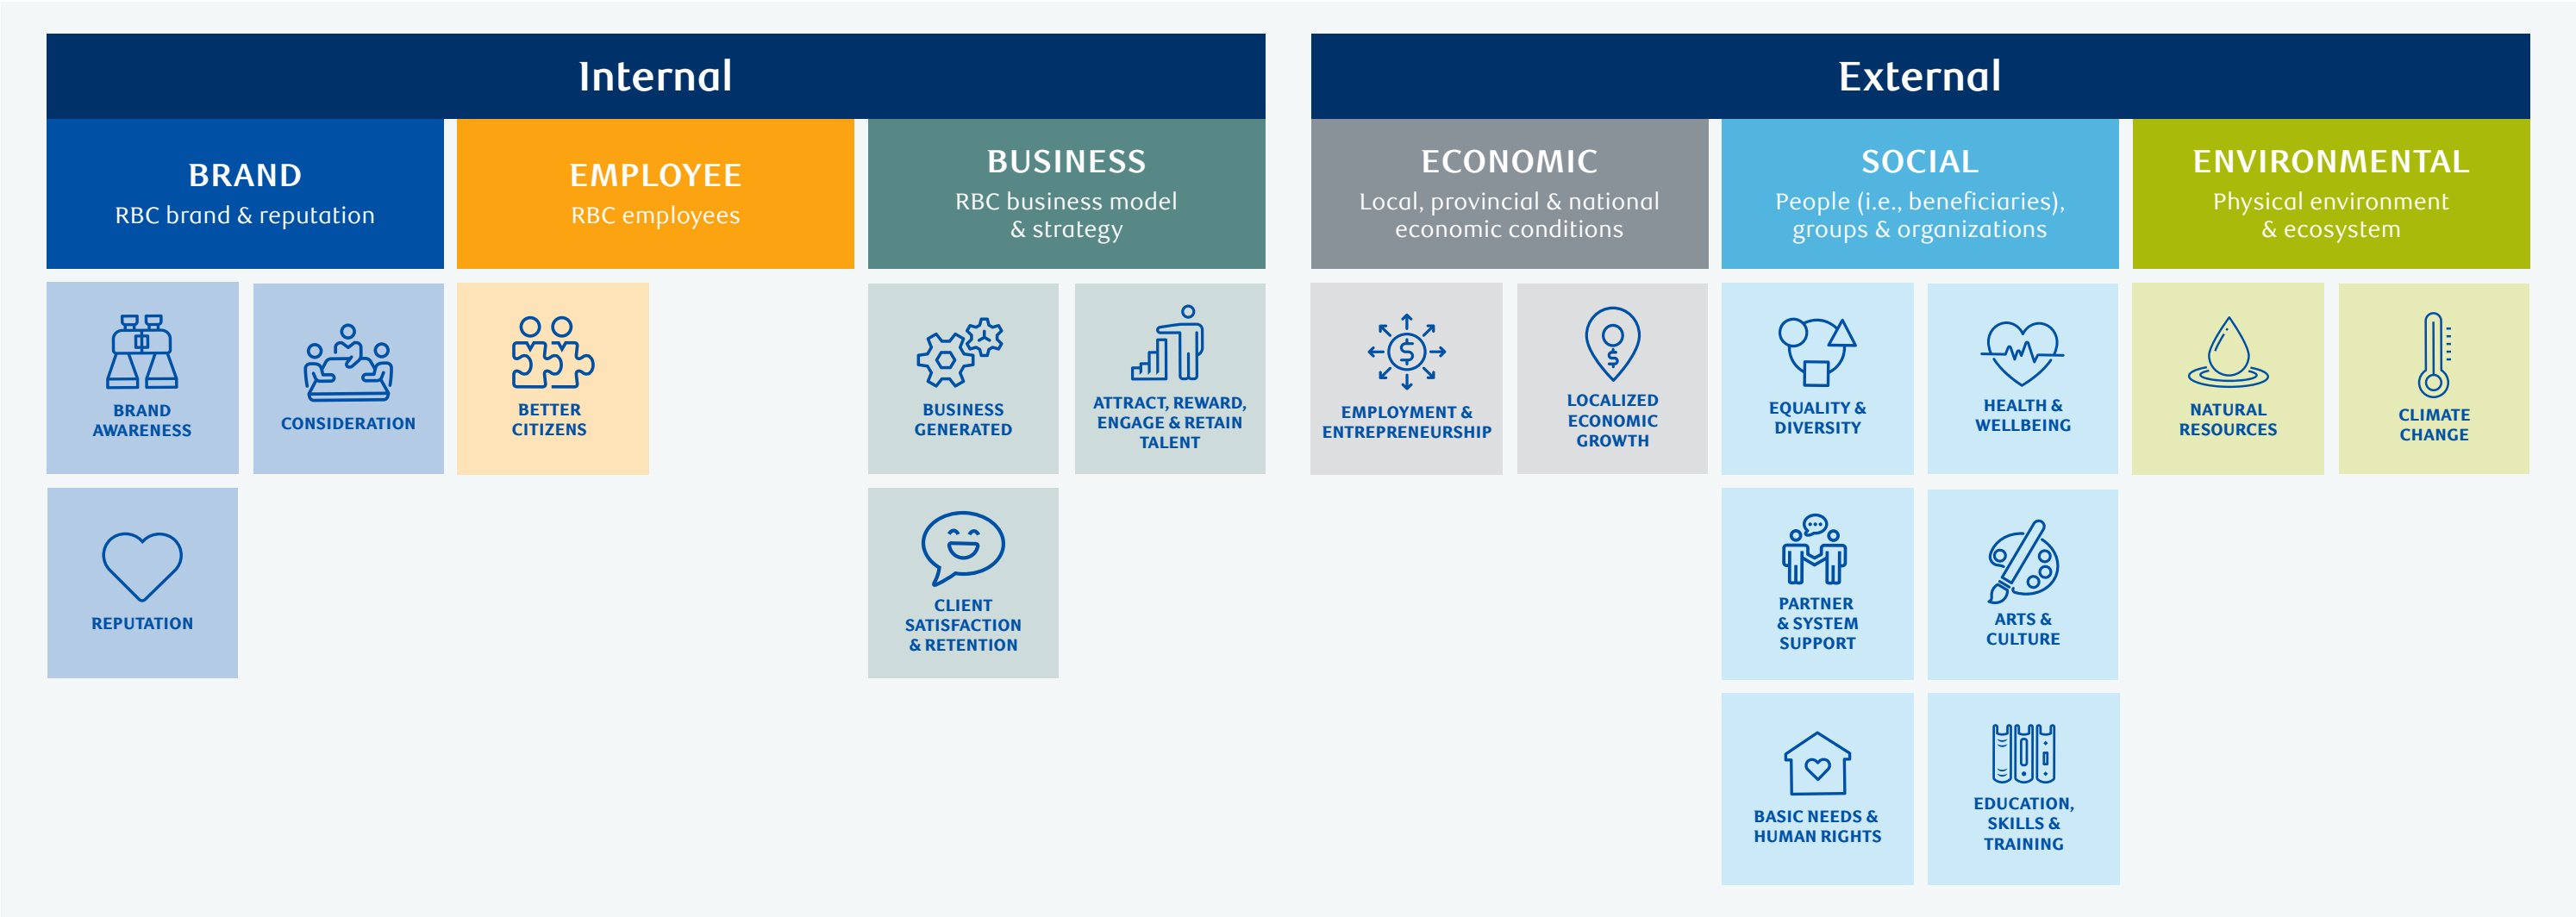 Internal
BRAND
RBC brand & reputation
EMPLOYEE
RBC employees
BUSINESS
RBC business model
& strategy
BRAND
AWARENESS
CONSIDERATION
REPUTATION
BETTER
CITIZENS
BUSINESS
GENERATED
ATTRACT, REWARD,
ENGAGE & RETAIN
TALENT
CLIENT
SATISFACTION
& RETENTION
External
ECONOMIC
Local, provincial & national
economic conditions
SOCIAL
People (i.e., beneficiaries),
groups & organizations
ENVIRONMENTAL
Physical environment
& ecosystem
EMPLOYMENT &
ENTREPRENEURSHIP
LOCALIZED
ECONOMIC
GROWTH
EQUALITY &
DIVERSITY
HEALTH &
WELLBEING
PARTNER
& SYSTEM
SUPPORT
ARTS &
CULTURE
BASIC NEEDS &
HUMAN RIGHTS
EDUCATION,
SKILLS &
TRAINING
NATURAL
RESOURCES
CLIMATE
CHANGE